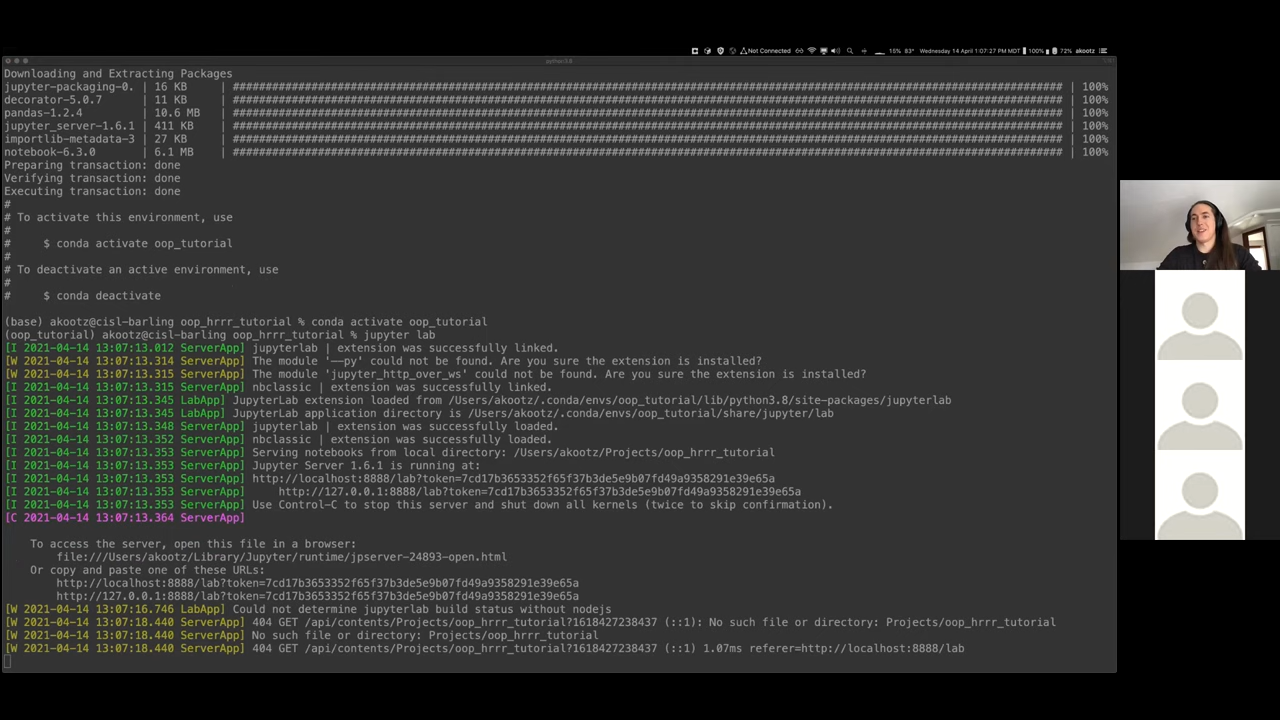 Not Connected 15% 83° Wednesday 14 April 1:07:27 PM MDT 100% 72% akootz
python3.8
Downloading and Extracting Packages
jupyter-packaging-0. | 16 KB | ############################################################################### | 100%
decorator-5.0.7 | 11 KB | ############################################################################### | 100%
pandas-1.2.4 | 10.6 MB | ############################################################################### | 100%
jupyter_server-1.6.1 | 411 KB | ############################################################################### | 100%
importlib-metadata-3 | 27 KB | ############################################################################### | 100%
notebook-6.3.0 | 6.1 MB | ############################################################################### | 100%
Preparing transaction: done
Verifying transaction: done
Executing transaction: done
#
# To activate this environment, use
#
# $ conda activate oop_tutorial
#
# To deactivate an active environment, use
#
# $ conda deactivate
(base) akootz@cisl-barling oop_hrrr_tutorial % conda activate oop_tutorial
(oop_tutorial) akootz@cisl-barling oop_hrrr_tutorial % jupyter lab
[I 2021-04-14 13:07:13.012 ServerApp] jupyterlab | extension was successfully linked.
[W 2021-04-14 13:07:13.314 ServerApp] The module '--py' could not be found. Are you sure the extension is installed?
[W 2021-04-14 13:07:13.315 ServerApp] The module 'jupyter_http_over_ws' could not be found. Are you sure the extension is installed?
[I 2021-04-14 13:07:13.315 ServerApp] nbclassic | extension was successfully linked.
[I 2021-04-14 13:07:13.345 LabApp] JupyterLab extension loaded from /Users/akootz/.conda/envs/oop_tutorial/lib/python3.8/site-packages/jupyterlab
[I 2021-04-14 13:07:13.345 LabApp] JupyterLab application directory is /Users/akootz/.conda/envs/oop_tutorial/share/jupyter/lab
[I 2021-04-14 13:07:13.348 ServerApp] jupyterlab | extension was successfully loaded.
[I 2021-04-14 13:07:13.352 ServerApp] nbclassic | extension was successfully loaded.
[I 2021-04-14 13:07:13.353 ServerApp] Serving notebooks from local directory: /Users/akootz/Projects/oop_hrrr_tutorial
[I 2021-04-14 13:07:13.353 ServerApp] Jupyter Server 1.6.1 is running at:
[I 2021-04-14 13:07:13.353 ServerApp] http://localhost:8888/lab?token=7cd17b3653352f65f37b3de5e9b07fd49a9358291e39e65a
[I 2021-04-14 13:07:13.353 ServerApp] http://127.0.0.1:8888/lab?token=7cd17b3653352f65f37b3de5e9b07fd49a9358291e39e65a
[I 2021-04-14 13:07:13.353 ServerApp] Use Control-C to stop this server and shut down all kernels (twice to skip confirmation).
[C 2021-04-14 13:07:13.364 ServerApp]
To access the server, open this file in a browser:
file:///Users/akootz/Library/Jupyter/runtime/jpserver-24893-open.html
Or copy and paste one of these URLs:
http://localhost:8888/lab?token=7cd17b3653352f65f37b3de5e9b07fd49a9358291e39e65a
http://127.0.0.1:8888/lab?token=7cd17b3653352f65f37b3de5e9b07fd49a9358291e39e65a
[W 2021-04-14 13:07:16.746 LabApp] Could not determine jupyterlab build status without nodejs
[W 2021-04-14 13:07:18.440 ServerApp] 404 GET /api/contents/Projects/oop_hrrr_tutorial?1618427238437 (::1): No such file or directory: Projects/oop_hrrr_tutorial
[W 2021-04-14 13:07:18.440 ServerApp] No such file or directory: Projects/oop_hrrr_tutorial
[W 2021-04-14 13:07:18.440 ServerApp] 404 GET /api/contents/Projects/oop_hrrr_tutorial?1618427238437 (::1) 1.07ms referer=http://localhost:8888/lab